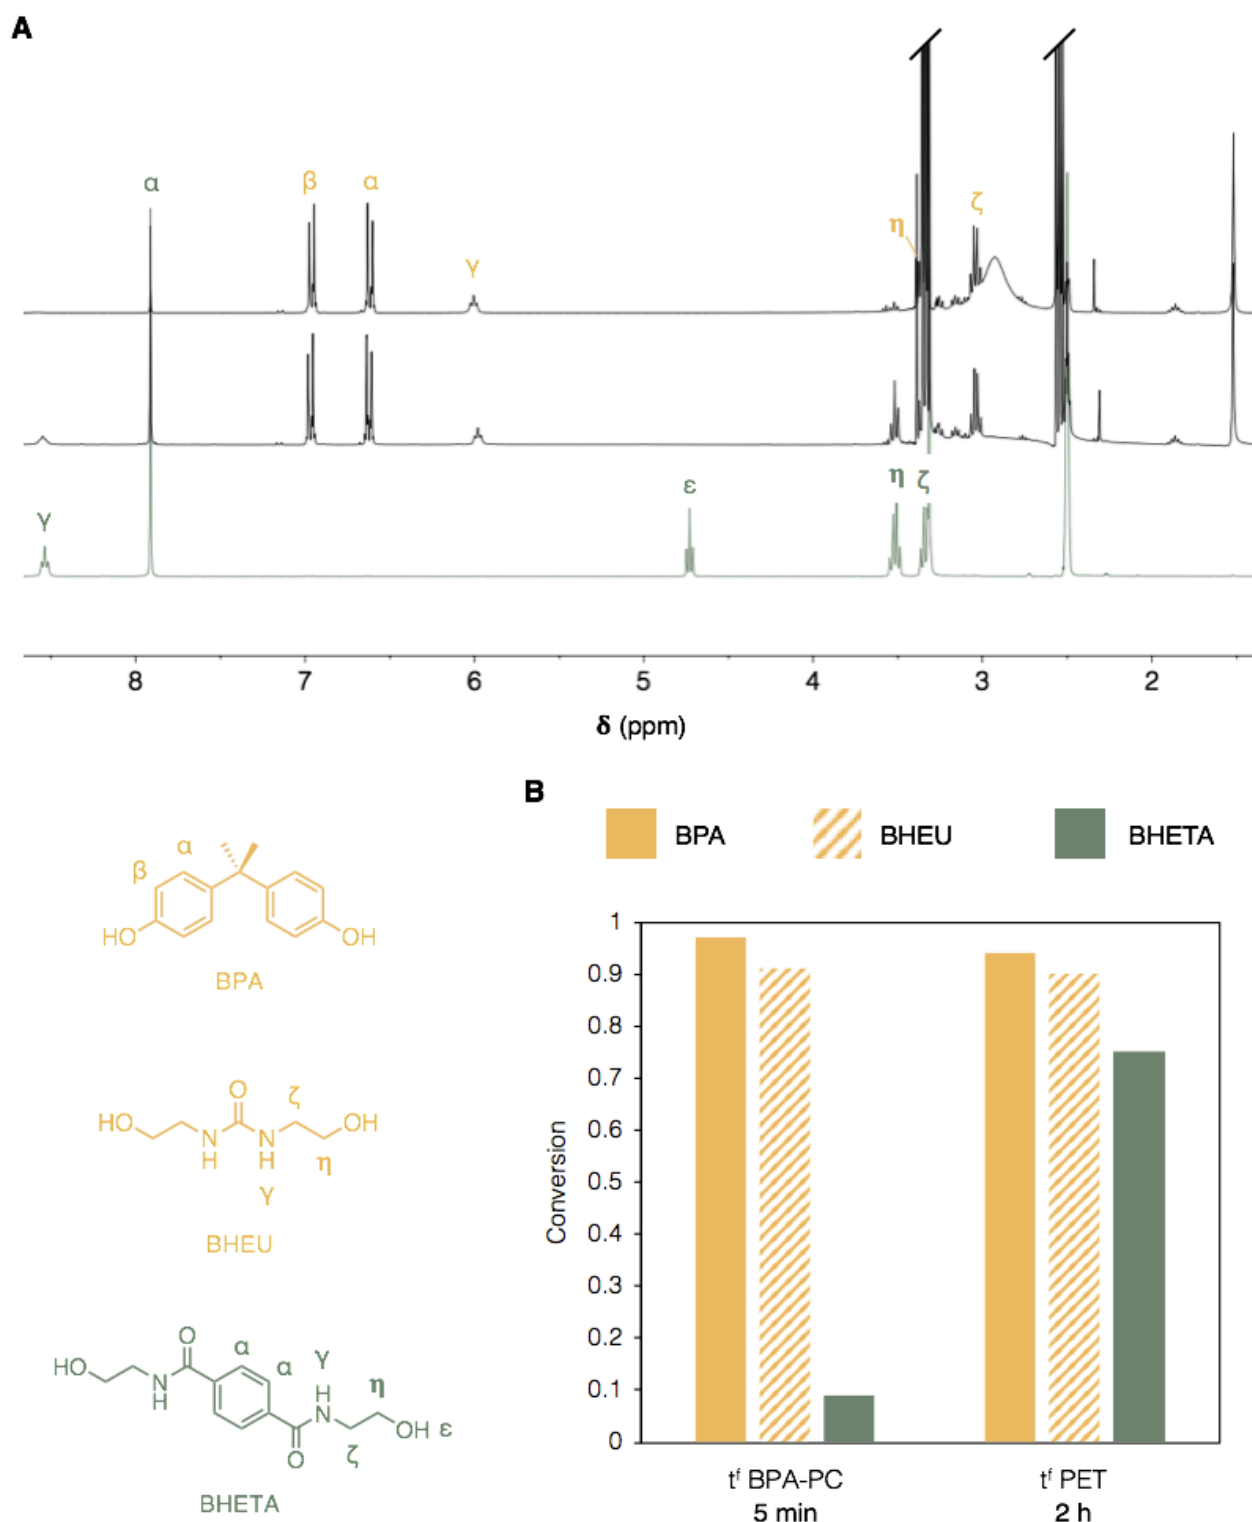 A
α
β
α
γ
η
ζ
γ
ε
η
ζ
8 7 6 5 4 3 2
δ (ppm)
B
BPA BHEU BHETA
α
β
HO
OH
BPA
O
HO
N
H
N
H
ζ
OH
η
γ
BHEU
O
HO
N
H
α
α
γ
H
N
η
OH ε
ζ
O
BHETA
Conversion
1
0.9
0.8
0.7
0.6
0.5
0.4
0.3
0.2
0.1
0
tᶠ BPA-PC
5 min
tᶠ PET
2 h